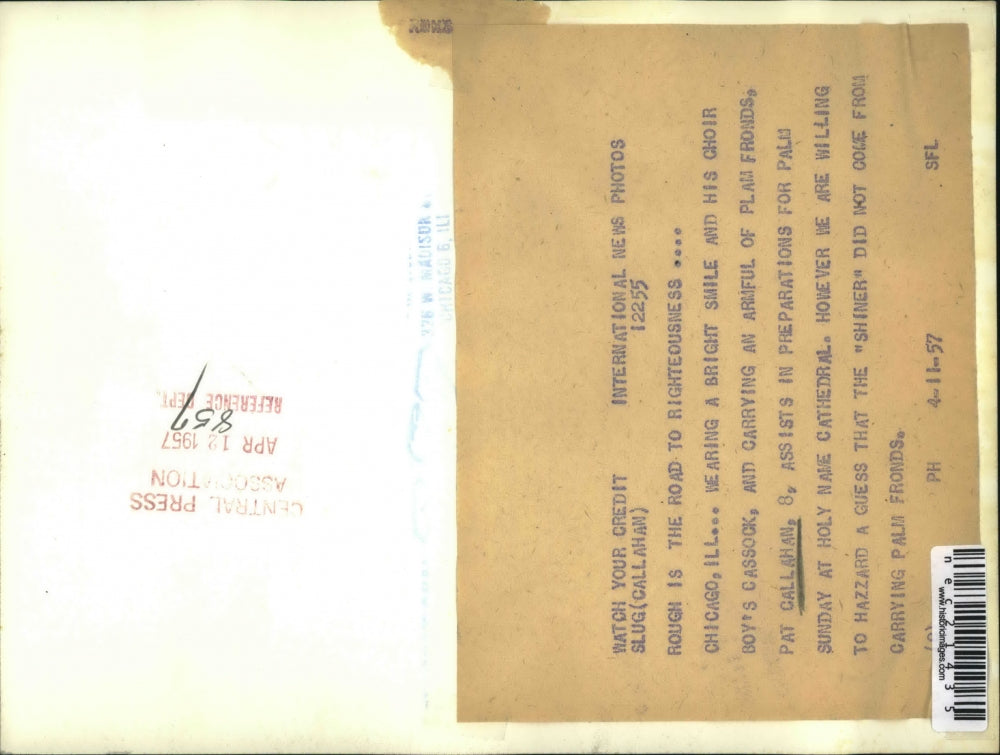 WATCH YOUR CREDIT INTERNATIONAL NEWS PHOTOS
SLUG(CALLAHAN) 12255
ROUGH IS THE ROAD TO RIGHTEOUSNESS ....
CHICAGO, ILL... WEARING A BRIGHT SMILE AND HIS CHOIR
BOY'S CASSOCK, AND CARRYING AN ARMFUL OF PLAM FRONDS,
PAT CALLAHAN, 8, ASSISTS IN PREPARATIONS FOR PALM
SUNDAY AT HOLY NAME CATHEDRAL. HOWEVER WE ARE WILLING
TO HAZZARD A GUESS THAT THE "SHINER" DID NOT COME FROM
CARRYING PALM FRONDS.
PH 4-11-57 SFL
CENTRAL PRESS
ASSOCIATION
APR 12 1957
857
REFERENCE DEPT.
CHICAGO 6, ILL
www.historicimages.com
nec21435